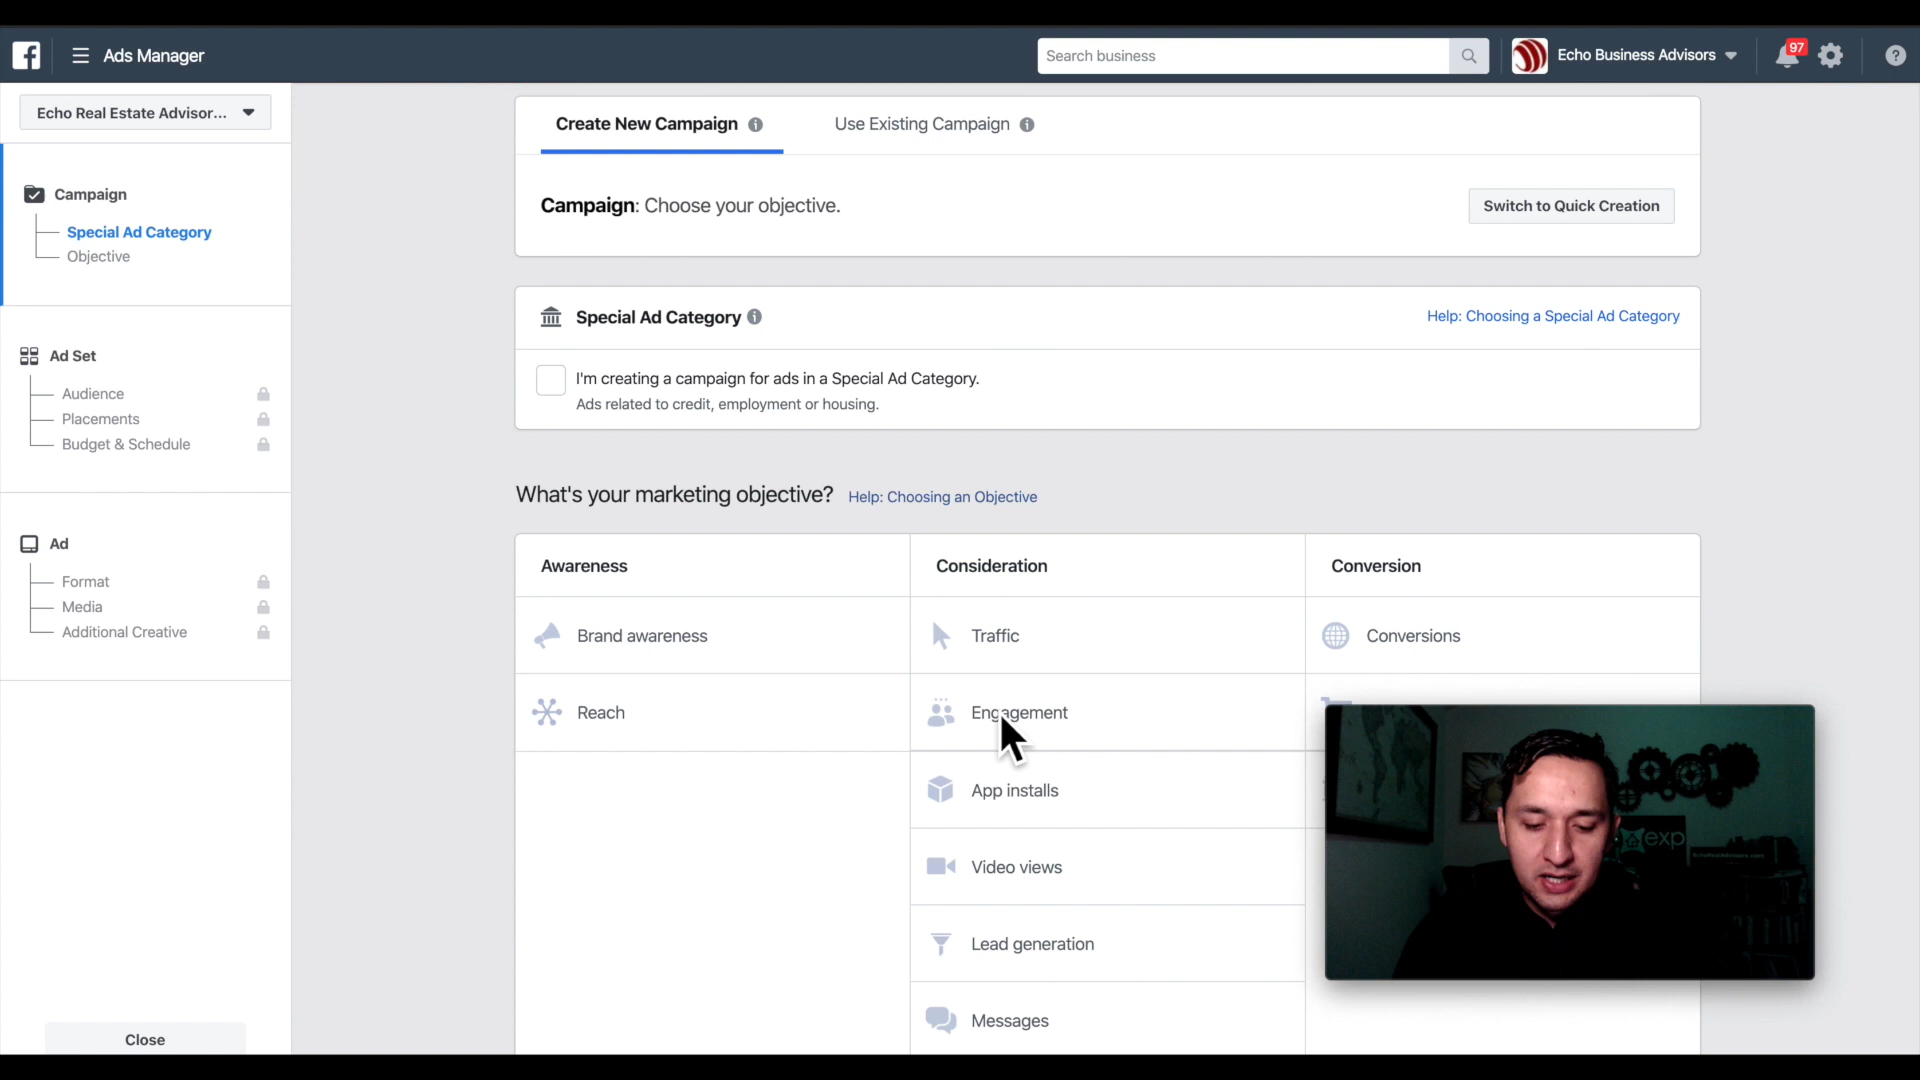 Ads Manager
Search business
Echo Business Advisors
97
Echo Real Estate Advisor...
Campaign
Special Ad Category
Objective
Ad Set
Audience
Placements
Budget & Schedule
Ad
Format
Media
Additional Creative
Close
Create New Campaign
Use Existing Campaign
Campaign: Choose your objective.
Switch to Quick Creation
Special Ad Category
Help: Choosing a Special Ad Category
I'm creating a campaign for ads in a Special Ad Category.
Ads related to credit, employment or housing.
What's your marketing objective? Help: Choosing an Objective
Awareness
Consideration
Conversion
Brand awareness
Traffic
Conversions
Reach
Engagement
App installs
Video views
Lead generation
Messages
exp